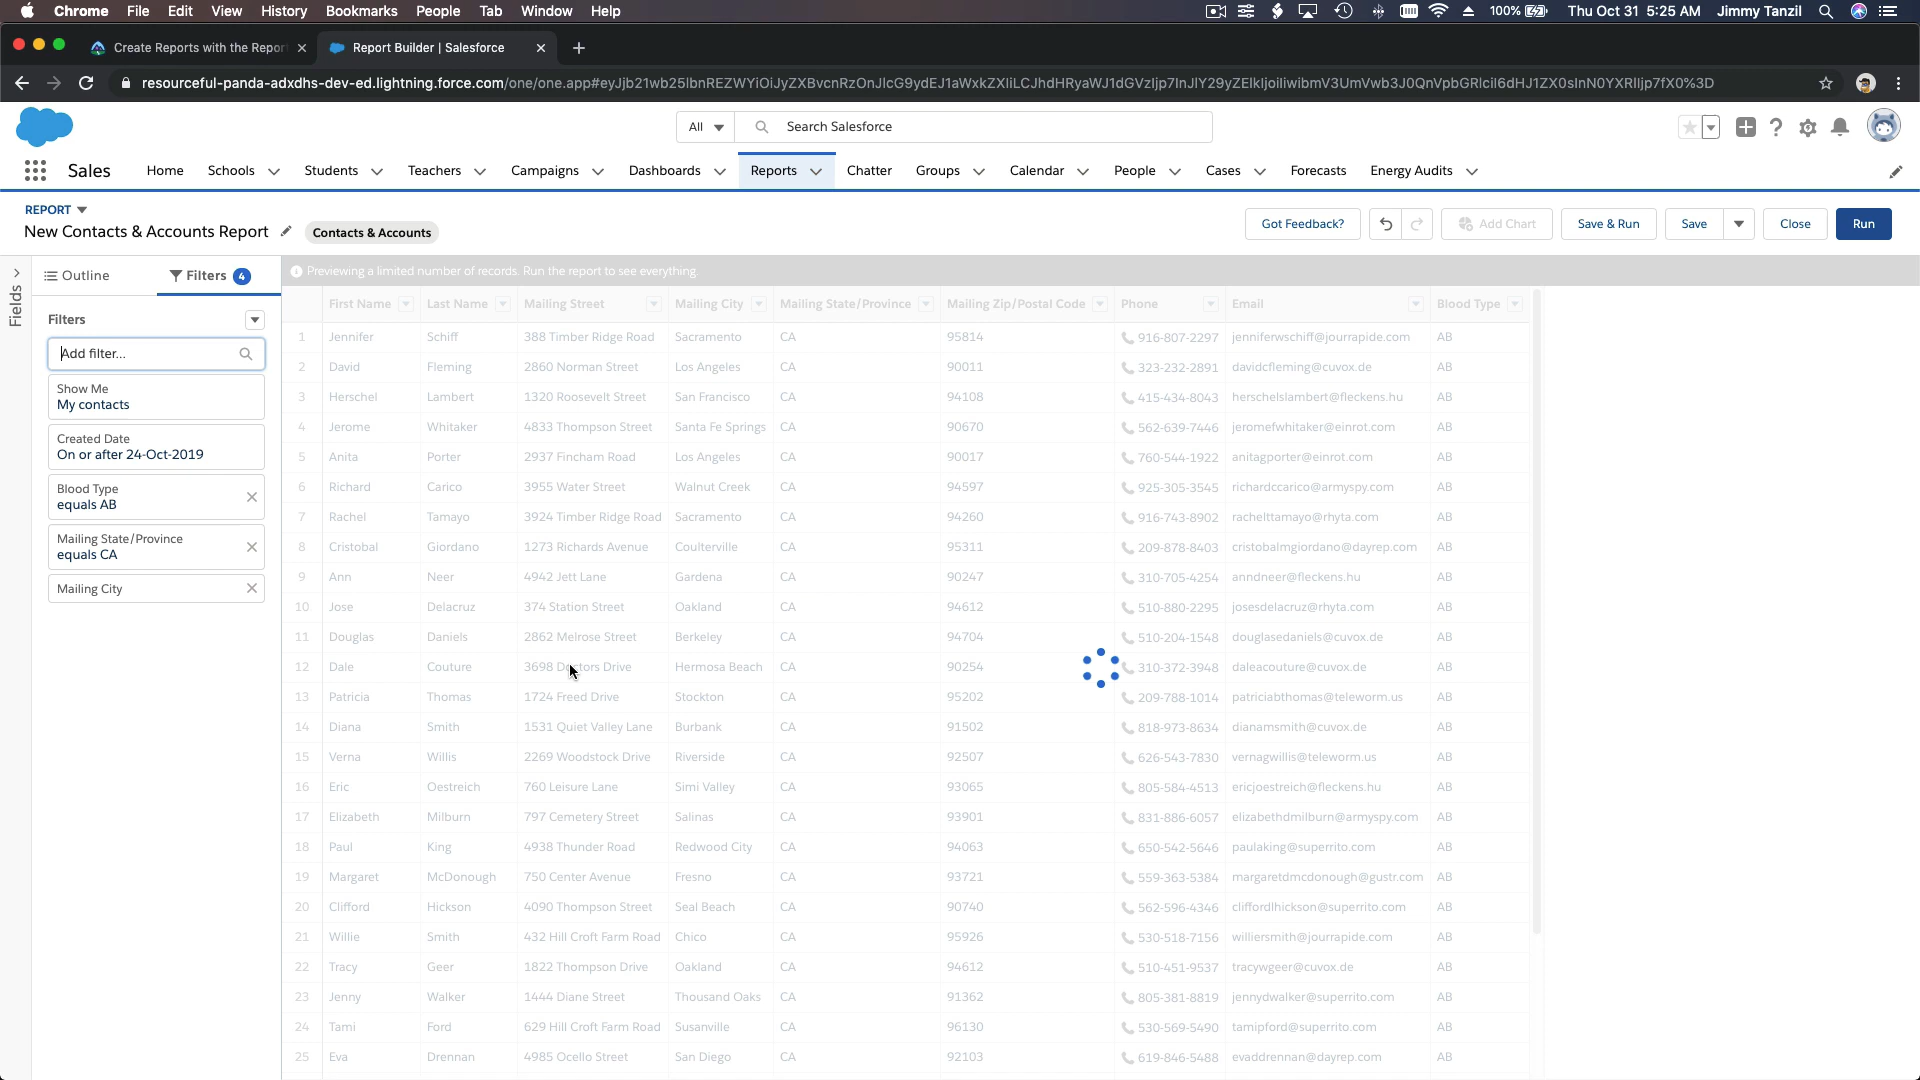 Chrome File Edit View History Bookmarks People Tab Window Help 100% Thu Oct 31 5:25 AM Jimmy Tanzil
Create Reports with the Repor Report Builder | Salesforce
resourceful-panda-adxdhs-dev-ed.lightning.force.com
All Search Salesforce
Sales Home Schools Students Teachers Campaigns Dashboards Reports Chatter Groups Calendar People Cases Forecasts Energy Audits
REPORT
New Contacts & Accounts Report Contacts & Accounts Got Feedback? Add Chart Save & Run Save Close Run
Fields Outline Filters 4 Previewing a limited number of records. Run the report to see everything.
Filters
Add filter...
Show Me
My contacts
Created Date
On or after 24-Oct-2019
Blood Type
equals AB
Mailing State/Province
equals CA
Mailing City
First Name Last Name Mailing Street Mailing City Mailing State/Province Mailing Zip/Postal Code Phone Email Blood Type
1 Jennifer Schiff 388 Timber Ridge Road Sacramento CA 95814 916-807-2297 jenniferwschiff@jourrapide.com AB
2 David Fleming 2860 Norman Street Los Angeles CA 90011 323-232-2891 davidcfleming@cuvox.de AB
3 Herschel Lambert 1320 Roosevelt Street San Francisco CA 94108 415-434-8043 herschelslambert@fleckens.hu AB
4 Jerome Whitaker 4833 Thompson Street Santa Fe Springs CA 90670 562-639-7446 jeromefwhitaker@einrot.com AB
5 Anita Porter 2937 Fincham Road Los Angeles CA 90017 760-544-1922 anitagporter@einrot.com AB
6 Richard Carico 3955 Water Street Walnut Creek CA 94597 925-305-3545 richardccarico@armyspy.com AB
7 Rachel Tamayo 3924 Timber Ridge Road Sacramento CA 94260 916-743-8902 rachelttamayo@rhyta.com AB
8 Cristobal Giordano 1273 Richards Avenue Coulterville CA 95311 209-878-8403 cristobalmgiordano@dayrep.com AB
9 Ann Neer 4942 Jett Lane Gardena CA 90247 310-705-4254 anndneer@fleckens.hu AB
10 Jose Delacruz 374 Station Street Oakland CA 94612 510-880-2295 josesdelacruz@rhyta.com AB
11 Douglas Daniels 2862 Melrose Street Berkeley CA 94704 510-204-1548 douglasedaniels@cuvox.de AB
12 Dale Couture 3698 Doctors Drive Hermosa Beach CA 90254 310-372-3948 daleacouture@cuvox.de AB
13 Patricia Thomas 1724 Freed Drive Stockton CA 95202 209-788-1014 patriciabthomas@teleworm.us AB
14 Diana Smith 1531 Quiet Valley Lane Burbank CA 91502 818-973-8634 dianamsmith@cuvox.de AB
15 Verna Willis 2269 Woodstock Drive Riverside CA 92507 626-543-7830 vernagwillis@teleworm.us AB
16 Eric Oestreich 760 Leisure Lane Simi Valley CA 93065 805-584-4513 ericjoestreich@fleckens.hu AB
17 Elizabeth Milburn 797 Cemetery Street Salinas CA 93901 831-886-6057 elizabethdmilburn@armyspy.com AB
18 Paul King 4938 Thunder Road Redwood City CA 94063 650-542-5646 paulaking@superrito.com AB
19 Margaret McDonough 750 Center Avenue Fresno CA 93721 559-363-5384 margaretdmcdonough@gustr.com AB
20 Clifford Hickson 4090 Thompson Street Seal Beach CA 90740 562-596-4346 cliffordlhickson@superrito.com AB
21 Willie Smith 432 Hill Croft Farm Road Chico CA 95926 530-518-7156 williersmith@jourrapide.com AB
22 Tracy Geer 1822 Thompson Drive Oakland CA 94612 510-451-9537 tracywgeer@cuvox.de AB
23 Jenny Walker 1444 Diane Street Thousand Oaks CA 91362 805-381-8819 jennydwalker@superrito.com AB
24 Tami Ford 629 Hill Croft Farm Road Susanville CA 96130 530-569-5490 tamipford@superrito.com AB
25 Eva Drennan 4985 Ocello Street San Diego CA 92103 619-846-5488 evaddrennan@dayrep.com AB